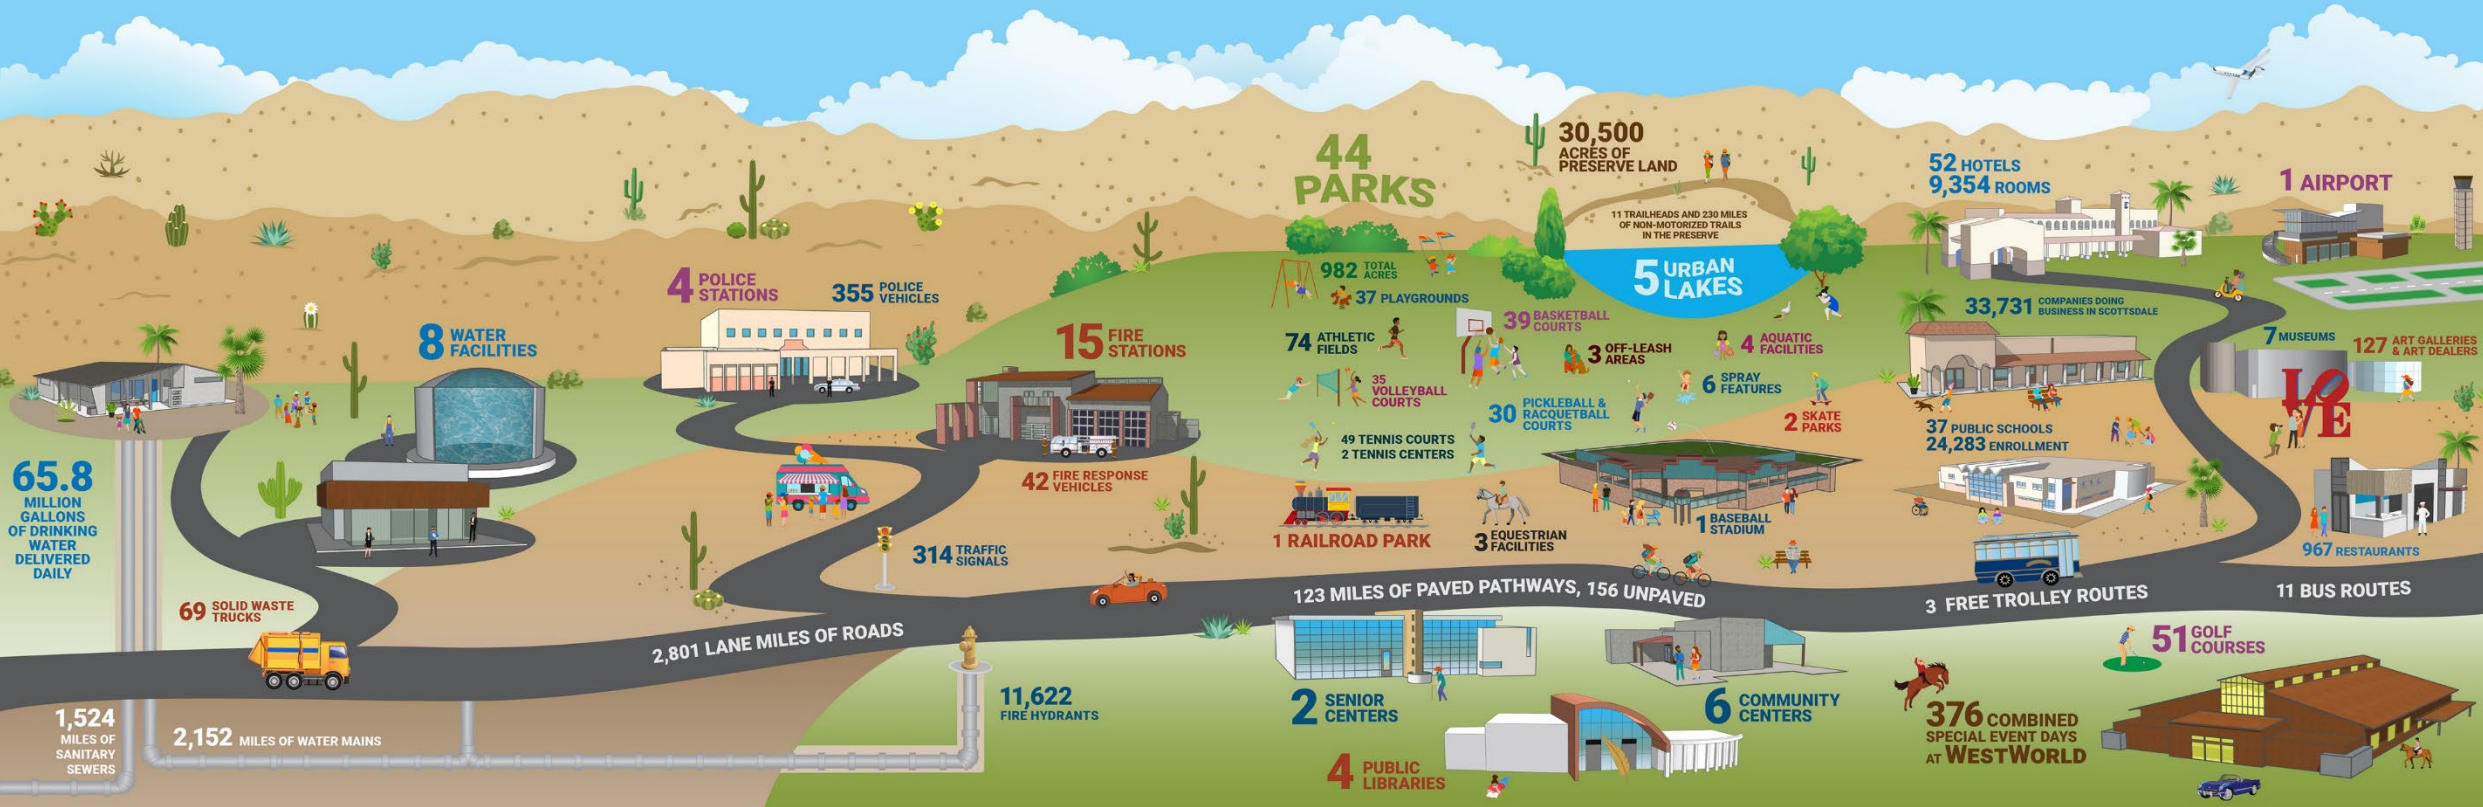 65.8
MILLION
GALLONS
OF DRINKING
WATER
DELIVERED
DAILY
8 WATER
FACILITIES
69 SOLID WASTE
TRUCKS
1,524
MILES OF
SANITARY
SEWERS
2,152 MILES OF WATER MAINS
4 POLICE
STATIONS
355 POLICE
VEHICLES
15 FIRE
STATIONS
42 FIRE RESPONSE
VEHICLES
314 TRAFFIC
SIGNALS
2,801 LANE MILES OF ROADS
11,622
FIRE HYDRANTS
44
PARKS
982 TOTAL
ACRES
37 PLAYGROUNDS
74 ATHLETIC
FIELDS
39 BASKETBALL
COURTS
3 OFF-LEASH
AREAS
35
VOLLEYBALL
COURTS
30 PICKLEBALL &
RACQUETBALL
COURTS
49 TENNIS COURTS
2 TENNIS CENTERS
4 AQUATIC
FACILITIES
6 SPRAY
FEATURES
2 SKATE
PARKS
30,500
ACRES OF
PRESERVE LAND
11 TRAILHEADS AND 230 MILES
OF NON-MOTORIZED TRAILS
IN THE PRESERVE
5 URBAN
LAKES
1 RAILROAD PARK
3 EQUESTRIAN
FACILITIES
1 BASEBALL
STADIUM
123 MILES OF PAVED PATHWAYS, 156 UNPAVED
2 SENIOR
CENTERS
6 COMMUNITY
CENTERS
4 PUBLIC
LIBRARIES
52 HOTELS
9,354 ROOMS
1 AIRPORT
33,731 COMPANIES DOING
BUSINESS IN SCOTTSDALE
7 MUSEUMS
127 ART GALLERIES
& ART DEALERS
LO
VE
37 PUBLIC SCHOOLS
24,283 ENROLLMENT
967 RESTAURANTS
3 FREE TROLLEY ROUTES
11 BUS ROUTES
51 GOLF
COURSES
376 COMBINED
SPECIAL EVENT DAYS
AT WESTWORLD